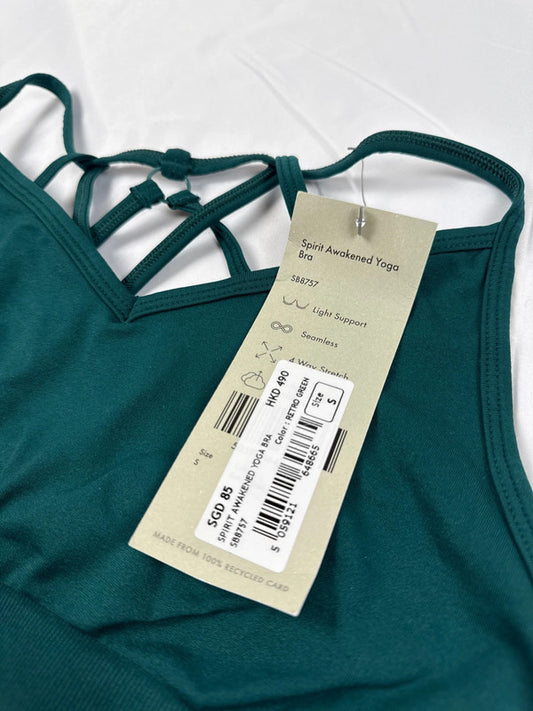 Spirit Awakened Yoga
Bra
SB8757
Light Support
Seamless
4 Way Stretch
Size
S
SGD 85
HKD 490
SPIRIT AWAKENED YOGA BRA
SB8757
Color : RETRO GREEN
Size
S
5 059121 648665
MADE FROM 100% RECYCLED CARD